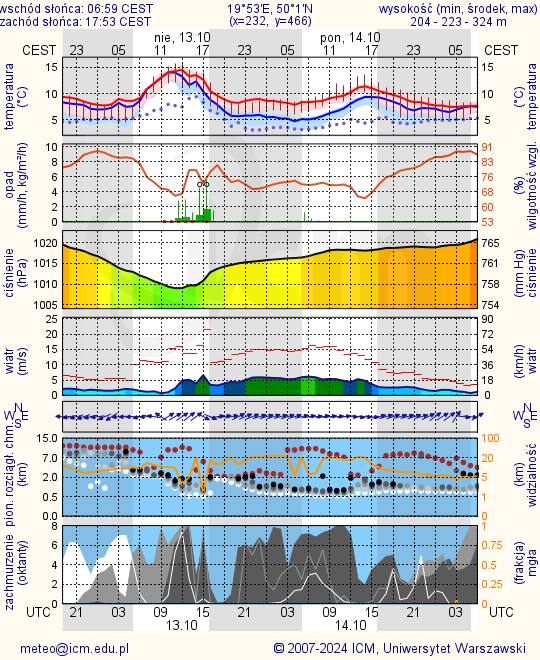 wschód słońca: 06:59 CEST 19°53'E, 50°1'N wysokość (min, środek, max)
zachód słońca: 17:53 CEST (x=232, y=466) 204 - 223 - 324 m
nie, 13.10 pon, 14.10
CEST 23 05 11 17 23 05 11 17 23 05 CEST
temperatura (°C) 15 10 5 15 10 5 (°C) temperatura
opad (mm/h, kg/m²/h) 10 8 6 4 2 0 91 83 76 68 60 53 (%) wilgotność wzgl.
ciśnienie (hPa) 1020 1015 1010 1005 765 761 758 754 (mm Hg) ciśnienie
wiatr (m/s) 25 20 15 10 5 0 90 72 54 36 18 0 (km/h) wiatr
N W E S N W E S
pion. rozciągł. chm. (km) 15.0 7.0 2.0 0.5 0.0 100 20 5 1 0 (km) widzialność
zachmurzenie (oktanty) 8 6 4 2 0 1 0.75 0.5 0.25 0 (frakcja) mgła
UTC 21 03 09 15 21 03 09 15 21 03 UTC
13.10 14.10
meteo@icm.edu.pl © 2007-2024 ICM, Uniwersytet Warszawski